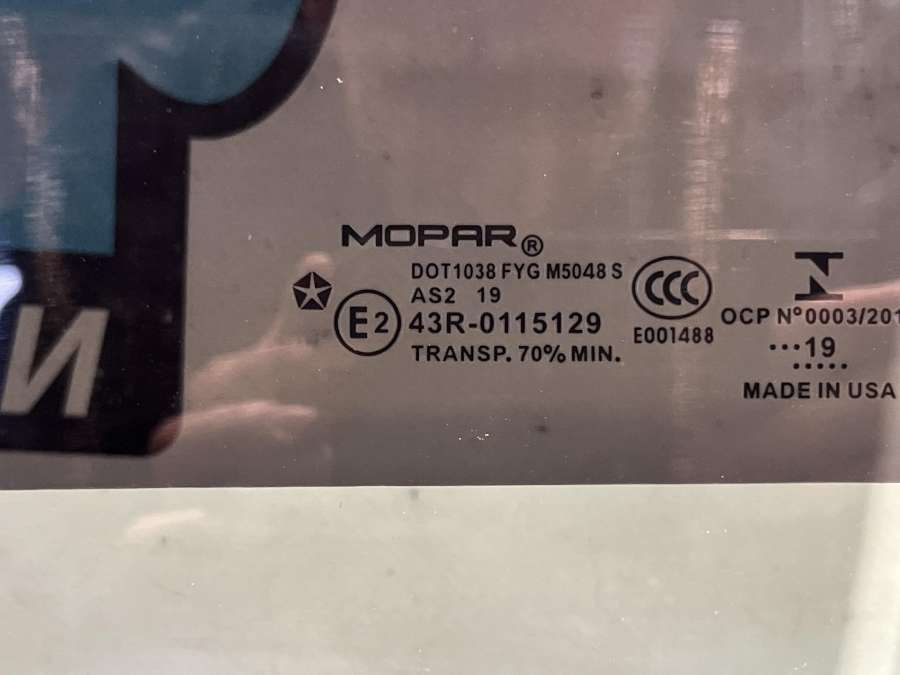 MOPAR®
DOT1038 FYG M5048 S
AS2 19
E2 43R-0115129
TRANSP. 70% MIN.
CCC
E001488
OCP Nº0003/201
...19
.....
MADE IN USA
N